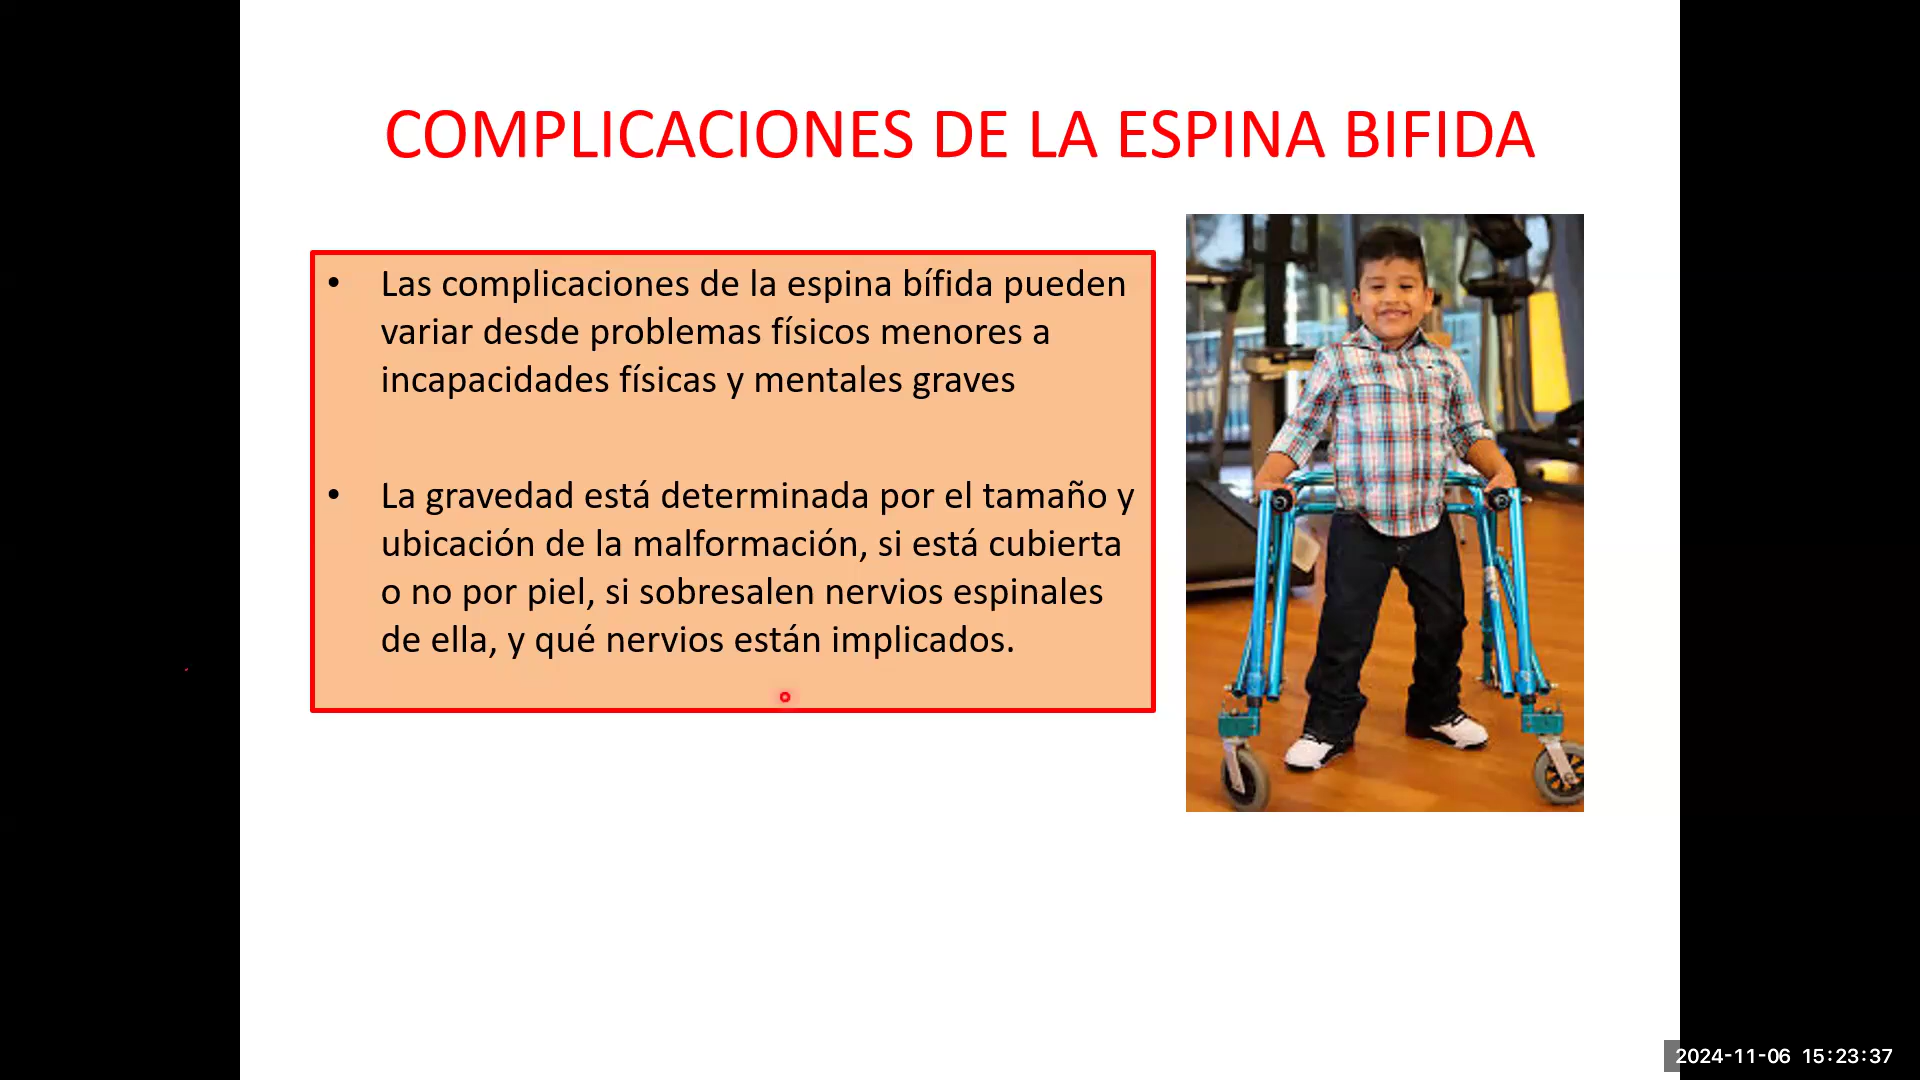 COMPLICACIONES DE LA ESPINA BIFIDA
• Las complicaciones de la espina bífida pueden
variar desde problemas físicos menores a
incapacidades físicas y mentales graves
• La gravedad está determinada por el tamaño y
ubicación de la malformación, si está cubierta
o no por piel, si sobresalen nervios espinales
de ella, y qué nervios están implicados.
2024-11-06 15:23:37